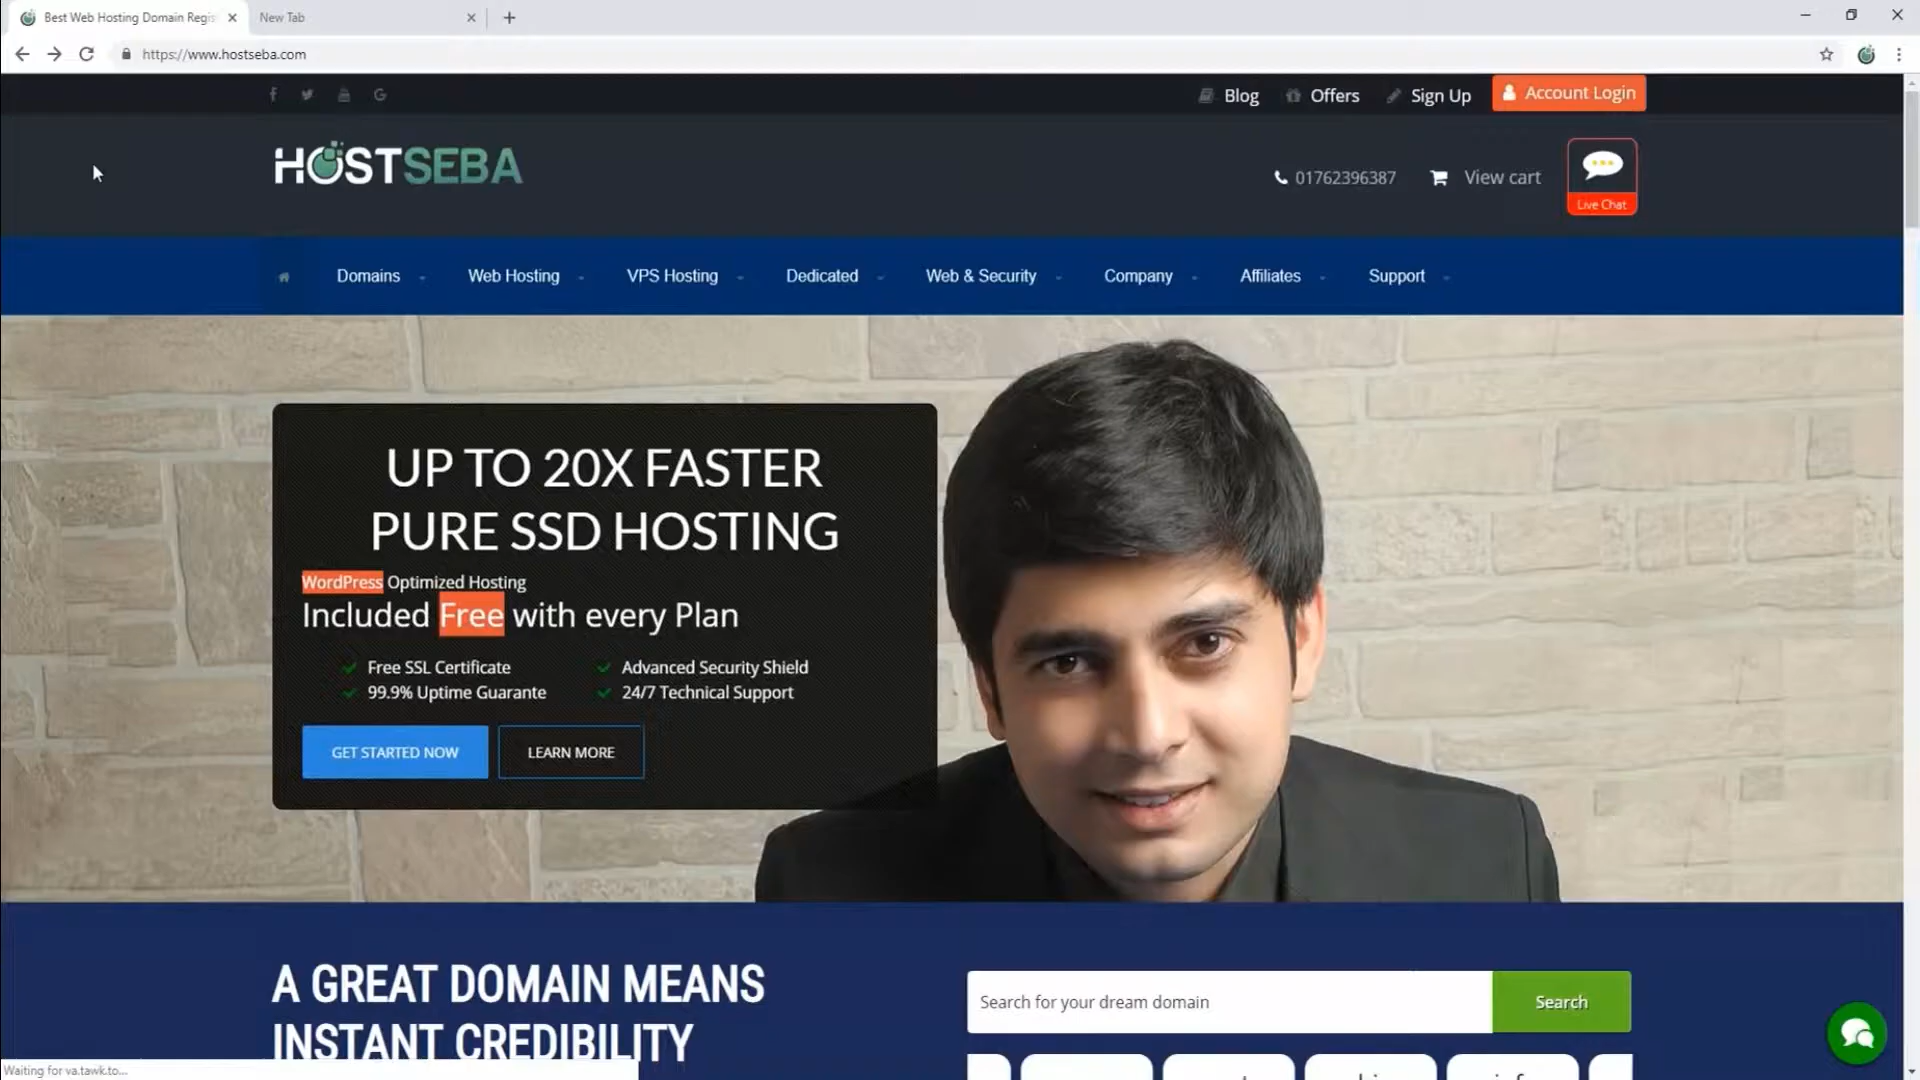 Best Web Hosting Domain Regis
New Tab
https://www.hostseba.com
Blog
Offers
Sign Up
Account Login
HOSTSEBA
01762396387
View cart
Live Chat
Domains
Web Hosting
VPS Hosting
Dedicated
Web & Security
Company
Affiliates
Support
UP TO 20X FASTER
PURE SSD HOSTING
WordPress Optimized Hosting
Included Free with every Plan
Free SSL Certificate
Advanced Security Shield
99.9% Uptime Guarante
24/7 Technical Support
GET STARTED NOW
LEARN MORE
A GREAT DOMAIN MEANS
INSTANT CREDIBILITY
Search for your dream domain
Search
Waiting for va.tawk.to...